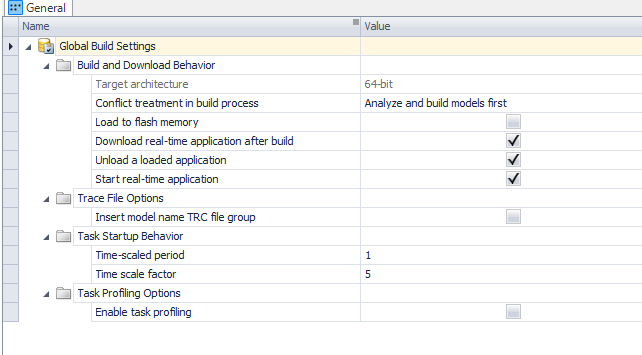 General
Name Value
Global Build Settings
Build and Download Behavior
Target architecture 64-bit
Conflict treatment in build process Analyze and build models first
Load to flash memory
Download real-time application after build
Unload a loaded application
Start real-time application
Trace File Options
Insert model name TRC file group
Task Startup Behavior
Time-scaled period 1
Time scale factor 5
Task Profiling Options
Enable task profiling